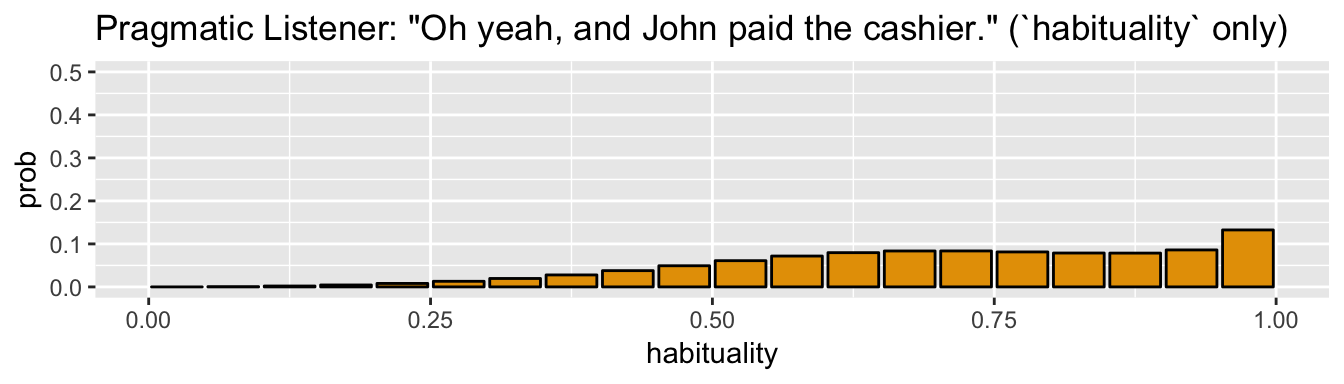 Pragmatic Listener: "Oh yeah, and John paid the cashier." (`habituality` only)
0.5
0.4
0.3
0.2
0.1
0.0
prob
0.00 0.25 0.50 0.75 1.00
habituality